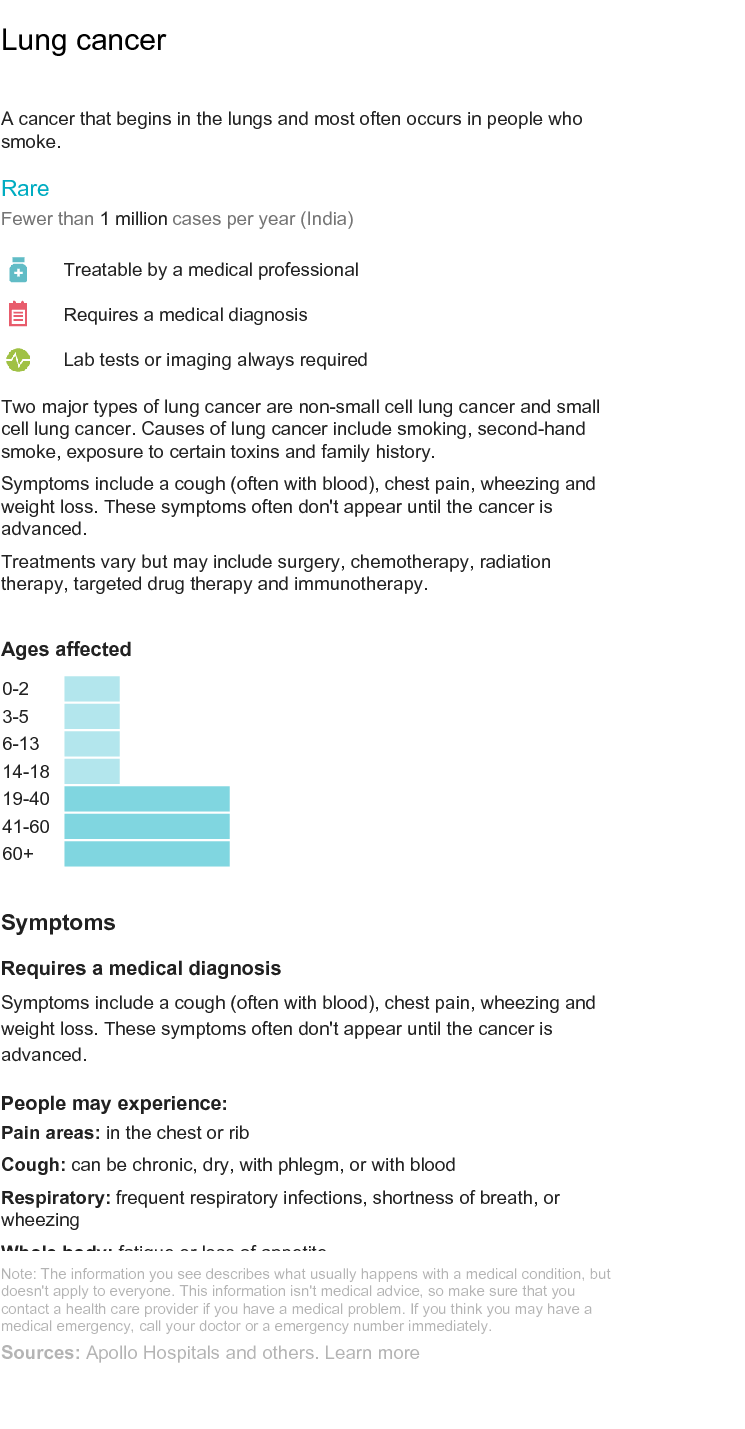 Lung cancer
A cancer that begins in the lungs and most often occurs in people who
smoke.
Rare
Fewer than 1 million cases per year (India)
Treatable by a medical professional
Requires a medical diagnosis
Lab tests or imaging always required
Two major types of lung cancer are non-small cell lung cancer and small
cell lung cancer. Causes of lung cancer include smoking, second-hand
smoke, exposure to certain toxins and family history.
Symptoms include a cough (often with blood), chest pain, wheezing and
weight loss. These symptoms often don't appear until the cancer is
advanced.
Treatments vary but may include surgery, chemotherapy, radiation
therapy, targeted drug therapy and immunotherapy.
Ages affected
0-2
3-5
6-13
14-18
19-40
41-60
60+
Symptoms
Requires a medical diagnosis
Symptoms include a cough (often with blood), chest pain, wheezing and
weight loss. These symptoms often don't appear until the cancer is
advanced.
People may experience:
Pain areas: in the chest or rib
Cough: can be chronic, dry, with phlegm, or with blood
Respiratory: frequent respiratory infections, shortness of breath, or
wheezing
Whole body: fatigue or loss of appetite
Note: The information you see describes what usually happens with a medical condition, but
doesn't apply to everyone. This information isn't medical advice, so make sure that you
contact a health care provider if you have a medical problem. If you think you may have a
medical emergency, call your doctor or a emergency number immediately.
Sources: Apollo Hospitals and others. Learn more